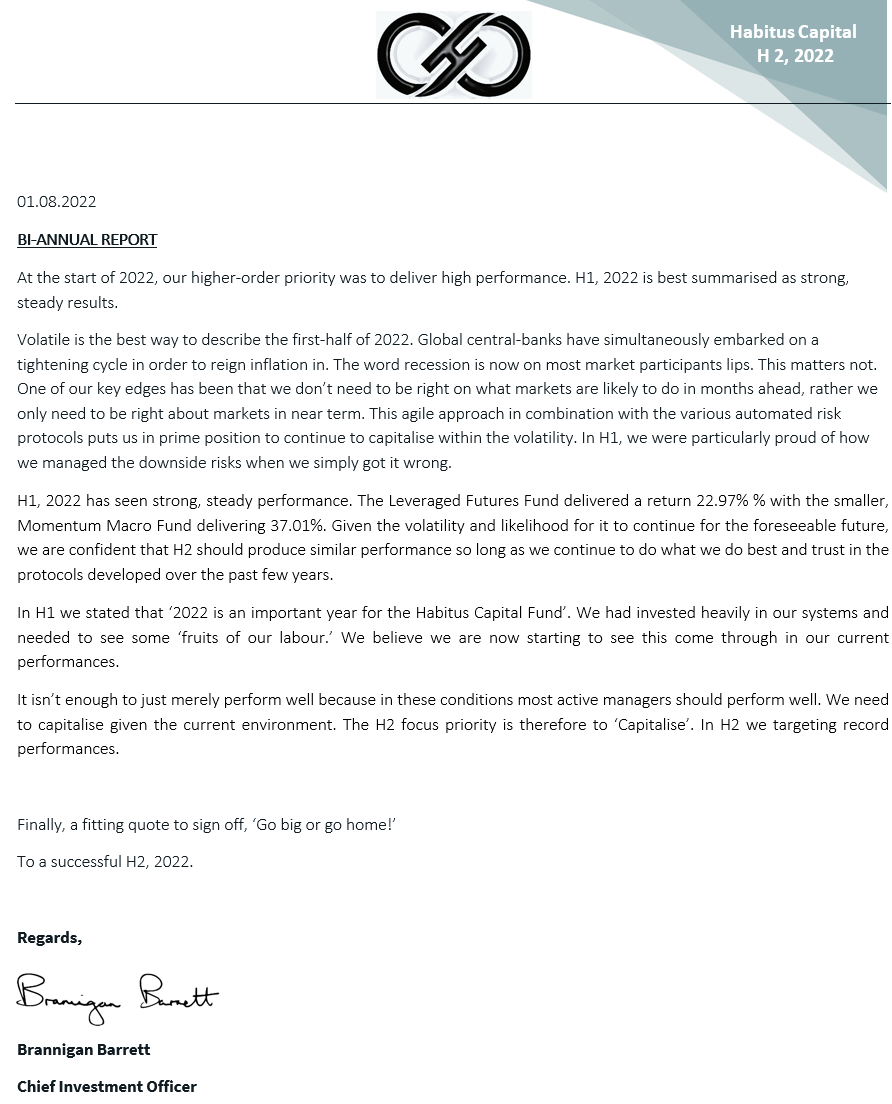 Habitus Capital
H 2, 2022
01.08.2022
BI-ANNUAL REPORT
At the start of 2022, our higher-order priority was to deliver high performance. H1, 2022 is best summarised as strong,
steady results.
Volatile is the best way to describe the first-half of 2022. Global central-banks have simultaneously embarked on a
tightening cycle in order to reign inflation in. The word recession is now on most market participants lips. This matters not.
One of our key edges has been that we don’t need to be right on what markets are likely to do in months ahead, rather we
only need to be right about markets in near term. This agile approach in combination with the various automated risk
protocols puts us in prime position to continue to capitalise within the volatility. In H1, we were particularly proud of how
we managed the downside risks when we simply got it wrong.
H1, 2022 has seen strong, steady performance. The Leveraged Futures Fund delivered a return 22.97% % with the smaller,
Momentum Macro Fund delivering 37.01%. Given the volatility and likelihood for it to continue for the foreseeable future,
we are confident that H2 should produce similar performance so long as we continue to do what we do best and trust in the
protocols developed over the past few years.
In H1 we stated that ‘2022 is an important year for the Habitus Capital Fund’. We had invested heavily in our systems and
needed to see some ‘fruits of our labour.’ We believe we are now starting to see this come through in our current
performances.
It isn’t enough to just merely perform well because in these conditions most active managers should perform well. We need
to capitalise given the current environment. The H2 focus priority is therefore to ‘Capitalise’. In H2 we targeting record
performances.
Finally, a fitting quote to sign off, ‘Go big or go home!’
To a successful H2, 2022.
Regards,
Brannigan Barrett
Brannigan Barrett
Chief Investment Officer